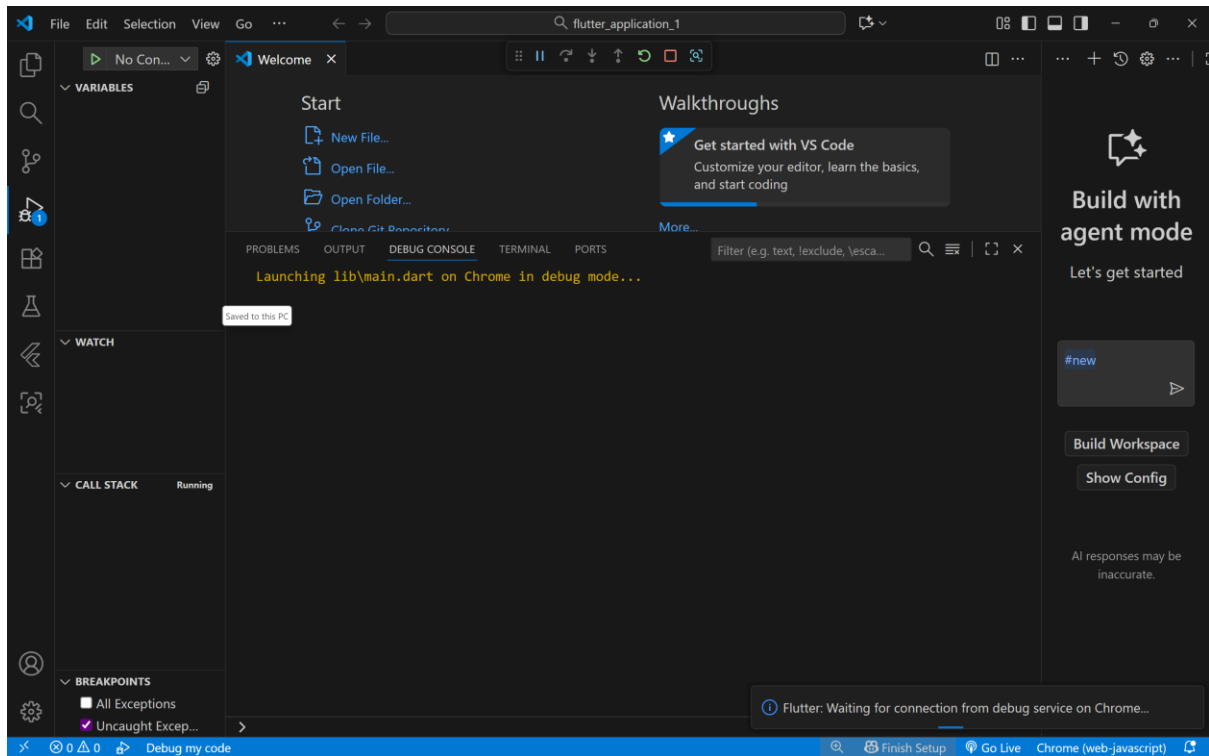 File Edit Selection View Go ··· flutter_application_1
No Con... Welcome
VARIABLES
Start
New File...
Open File...
Open Folder...
Clone Git Repository...
Walkthroughs
Get started with VS Code
Customize your editor, learn the basics,
and start coding
More...
PROBLEMS OUTPUT DEBUG CONSOLE TERMINAL PORTS Filter (e.g. text, !exclude, \esca...
Launching lib\main.dart on Chrome in debug mode...
Saved to this PC
WATCH
CALL STACK Running
BREAKPOINTS
All Exceptions
Uncaught Excep...
1
Build with
agent mode
Let's get started
#new
Build Workspace
Show Config
AI responses may be
inaccurate.
Flutter: Waiting for connection from debug service on Chrome...
0 0 Debug my code Finish Setup Go Live Chrome (web-javascript)